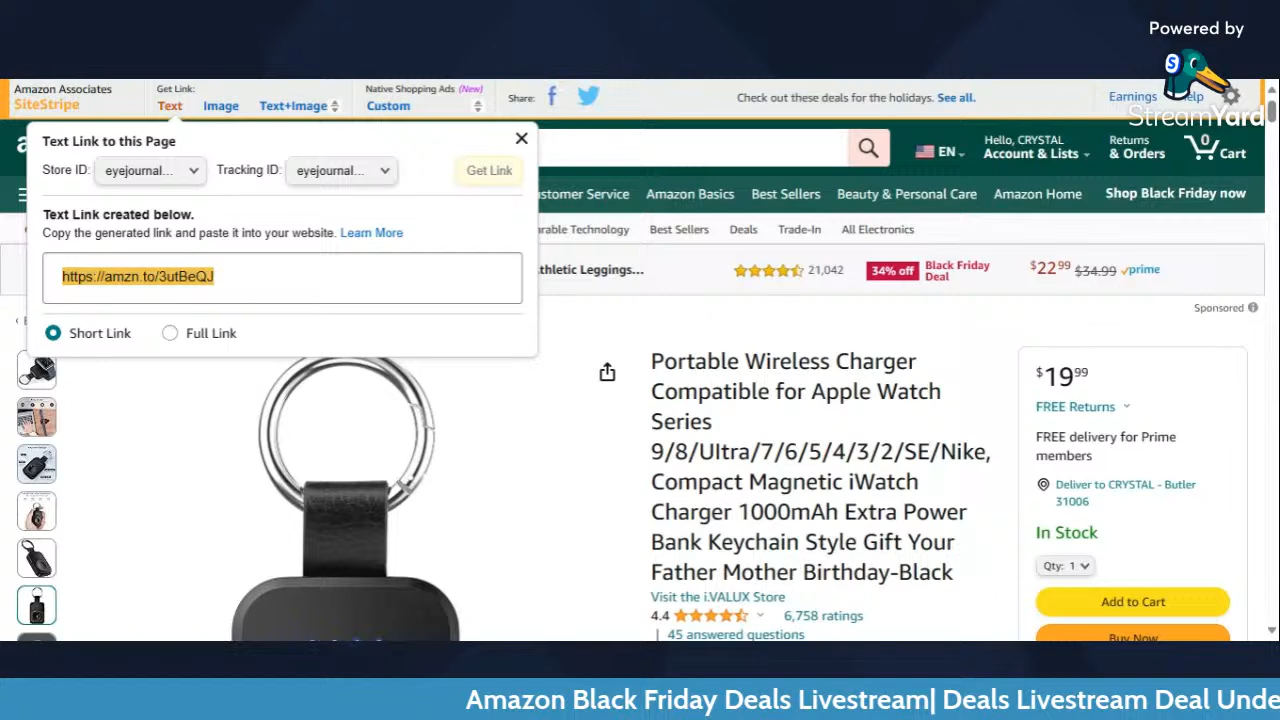 Powered by
StreamYard
Amazon Associates
SiteStripe
Get Link:
Text
Image
Text+Image
Native Shopping Ads (New)
Custom
Share:
Check out these deals for the holidays. See all.
Earnings
Help
Text Link to this Page
Store ID:
eyejournal...
Tracking ID:
eyejournal...
Get Link
Text Link created below.
Copy the generated link and paste it into your website. Learn More
https://amzn.to/3utBeQJ
Short Link
Full Link
EN
Hello, CRYSTAL
Account & Lists
Returns
& Orders
0
Cart
Amazon Basics
Best Sellers
Beauty & Personal Care
Amazon Home
Shop Black Friday now
Technology
Best Sellers
Deals
Trade-In
All Electronics
Leggings...
21,042
34% off
Black Friday
Deal
$22.99
$34.99
prime
Sponsored
Portable Wireless Charger
Compatible for Apple Watch
Series
9/8/Ultra/7/6/5/4/3/2/SE/Nike,
Compact Magnetic iWatch
Charger 1000mAh Extra Power
Bank Keychain Style Gift Your
Father Mother Birthday-Black
Visit the i.VALUX Store
4.4
6,758 ratings
| 45 answered questions
$19.99
FREE Returns
FREE delivery for Prime
members
Deliver to CRYSTAL - Butler
31006
In Stock
Qty: 1
Add to Cart
Buy Now
Amazon Black Friday Deals Livestream| Deals Livestream Deal Unde